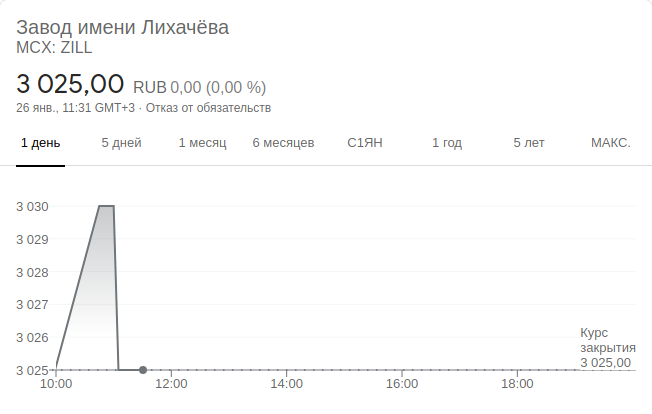 Завод имени Лихачёва
MCX: ZILL
3 025,00 RUB 0,00 (0,00 %)
26 янв., 11:31 GMT+3 · Отказ от обязательств
1 день 5 дней 1 месяц 6 месяцев С1ЯН 1 год 5 лет МАКС.
3 030
3 029
3 028
3 027
3 026
3 025
Курс
закрытия
3 025,00
10:00 12:00 14:00 16:00 18:00